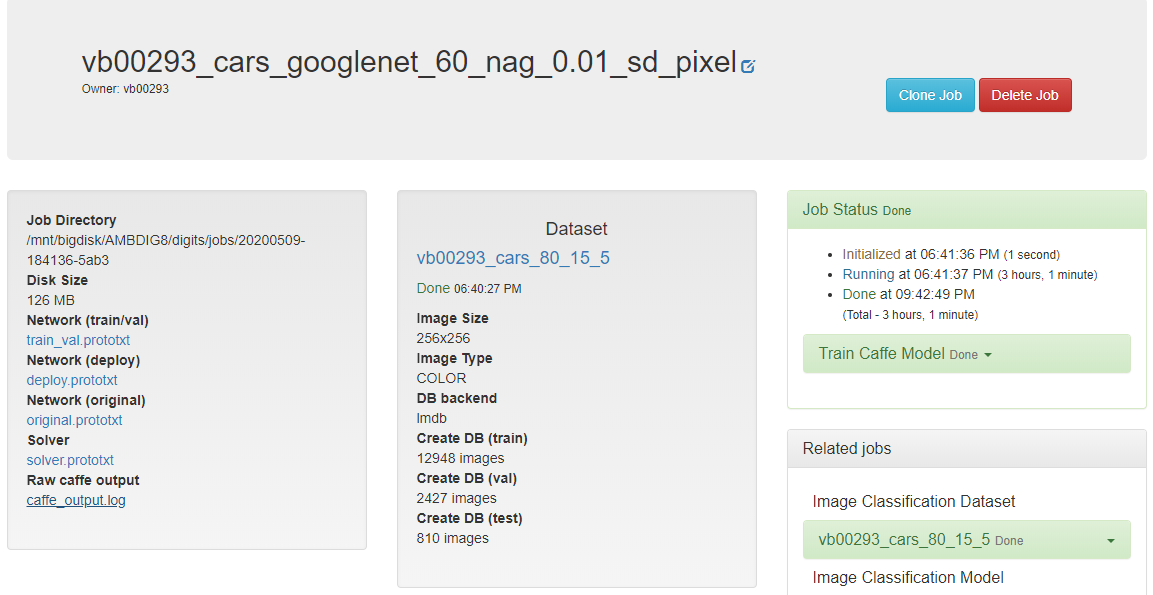 vb00293_cars_googlenet_60_nag_0.01_sd_pixel
Owner: vb00293
Clone Job
Delete Job
Job Directory
/mnt/bigdisk/AMBDIG8/digits/jobs/20200509-
184136-5ab3
Disk Size
126 MB
Network (train/val)
train_val.prototxt
Network (deploy)
deploy.prototxt
Network (original)
original.prototxt
Solver
solver.prototxt
Raw caffe output
caffe_output.log
Dataset
vb00293_cars_80_15_5
Done 06:40:27 PM
Image Size
256x256
Image Type
COLOR
DB backend
lmdb
Create DB (train)
12948 images
Create DB (val)
2427 images
Create DB (test)
810 images
Job Status Done
Initialized at 06:41:36 PM (1 second)
Running at 06:41:37 PM (3 hours, 1 minute)
Done at 09:42:49 PM
(Total - 3 hours, 1 minute)
Train Caffe Model Done
Related jobs
Image Classification Dataset
vb00293_cars_80_15_5 Done
Image Classification Model